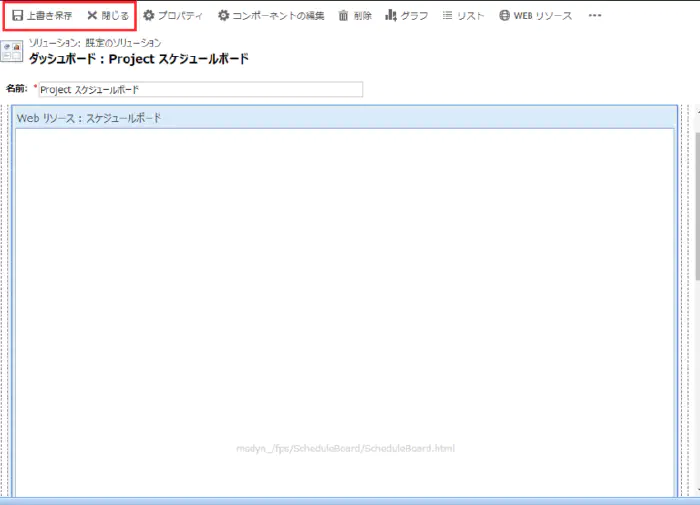 上書き保存 閉じる プロパティ コンポーネントの編集 削除 グラフ リスト WEB リソース •••
ソリューション: 既定のソリューション
ダッシュボード : Project スケジュールボード
名前: *Project スケジュールボード
Web リソース : スケジュールボード
msdyn_/fps/ScheduleBoard/ScheduleBoard.html